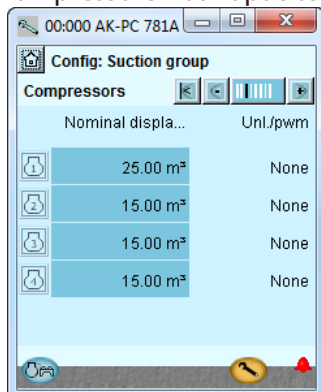 00:000 AK-PC 781A
Config: Suction group
Compressors
Nominal displa... Unl./pwm
1 25.00 m³ None
2 15.00 m³ None
3 15.00 m³ None
4 15.00 m³ None